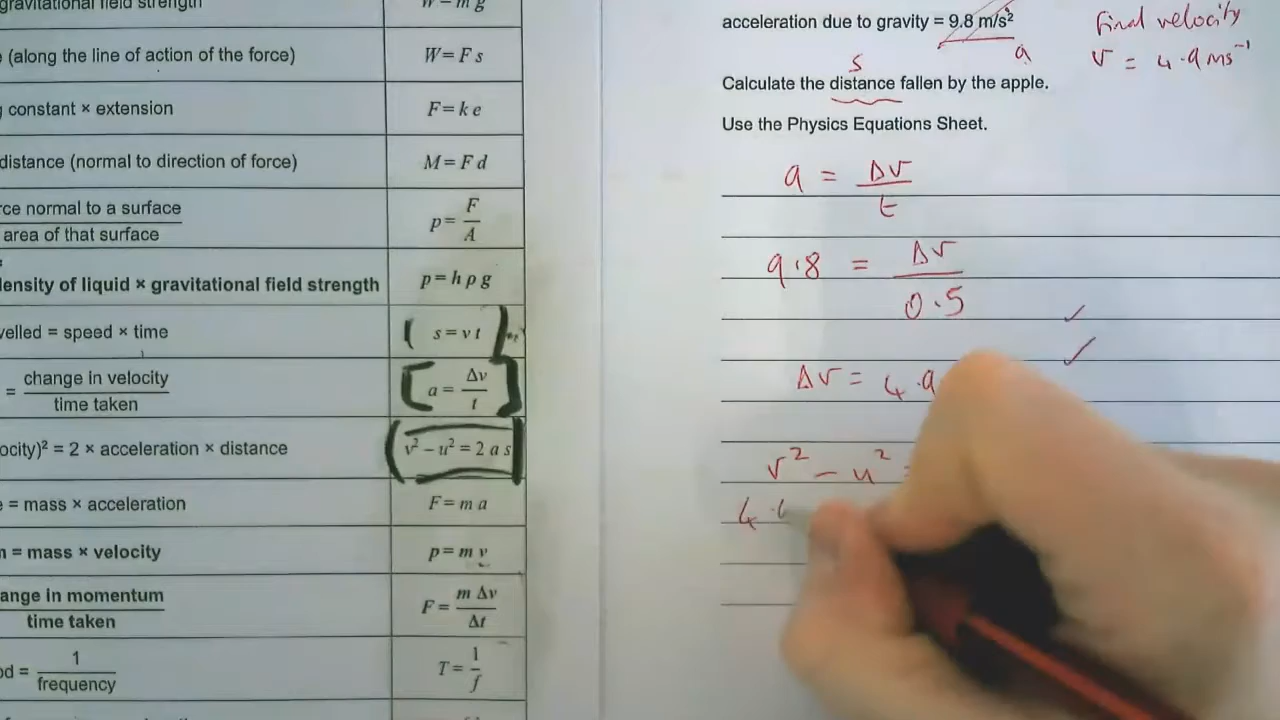 gravitational field strength
W = m g
(along the line of action of the force)
W = F s
constant × extension
F = k e
distance (normal to direction of force)
M = F d
rce normal to a surface
area of that surface
p = F
A
density of liquid × gravitational field strength
p = h ρ g
velled = speed × time
( s = v t )
= change in velocity
time taken
[ a = Δv ]
t
ocity)² = 2 × acceleration × distance
( v² – u² = 2 a s )
= mass × acceleration
F = m a
= mass × velocity
p = m v
ange in momentum
time taken
F = m Δv
Δt
od = 1
frequency
T = 1
f
acceleration due to gravity = 9.8 m/s²
a
final velocity
v = 4.9 ms⁻¹
s
Calculate the distance fallen by the apple.
Use the Physics Equations Sheet.
a = Δv
t
9.8 = Δv
0.5
✓
✓
Δv = 4.9
v² – u² =
4.